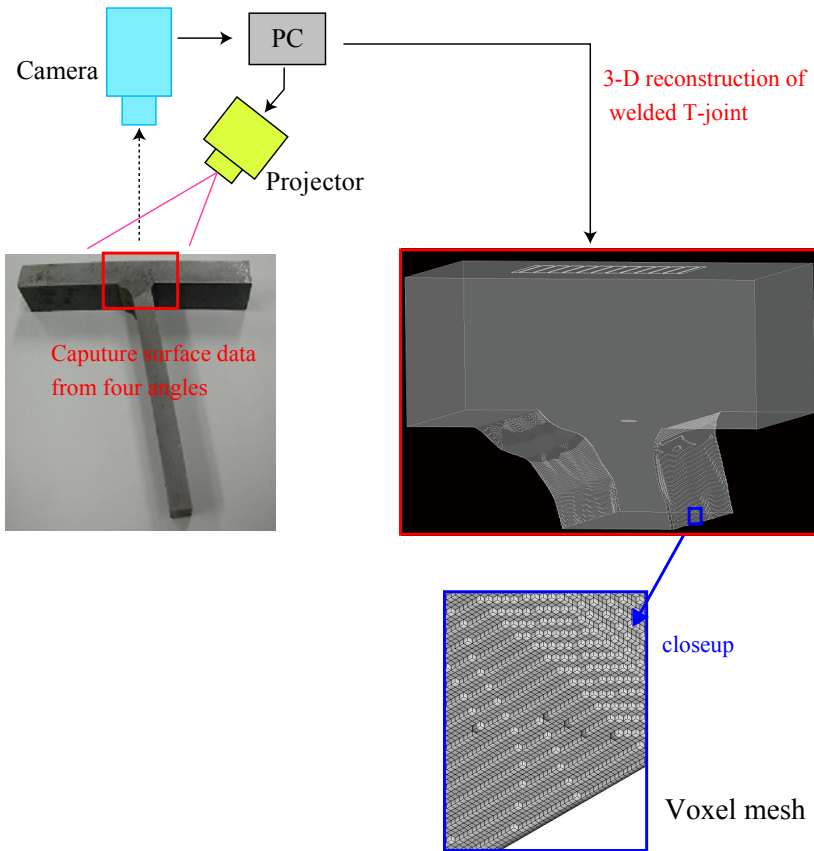 PC
Camera
3-D reconstruction of
welded T-joint
Projector
Caputure surface data
from four angles
closeup
Voxel mesh